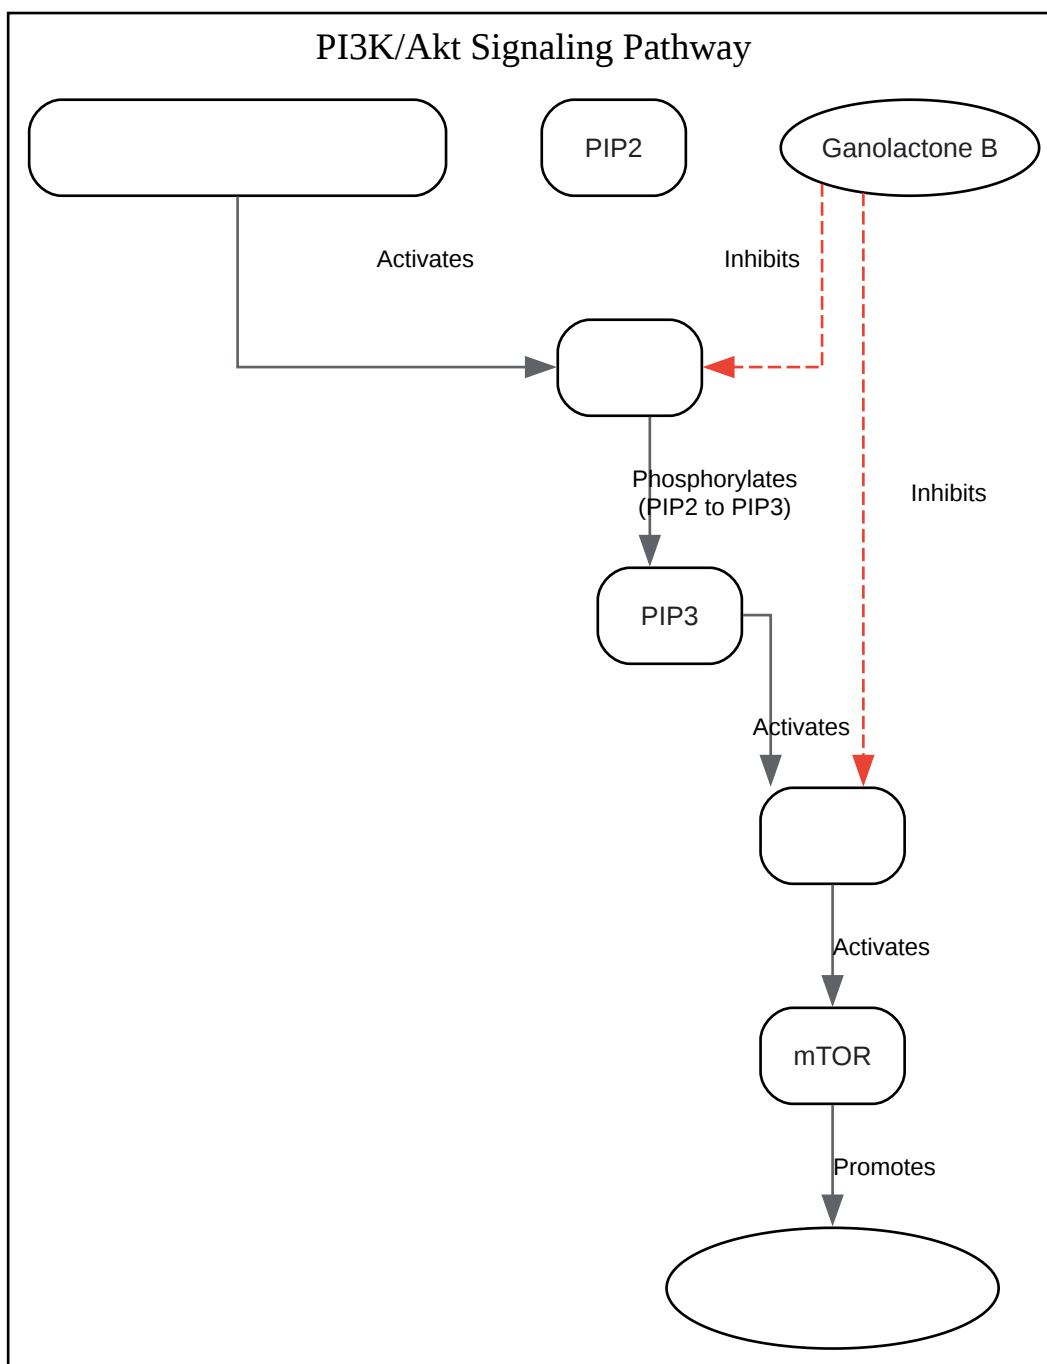 PI3K/Akt Signaling Pathway
PIP2
Ganolactone B
Activates
Inhibits
Phosphorylates
(PIP2 to PIP3)
Inhibits
PIP3
Activates
Activates
mTOR
Promotes